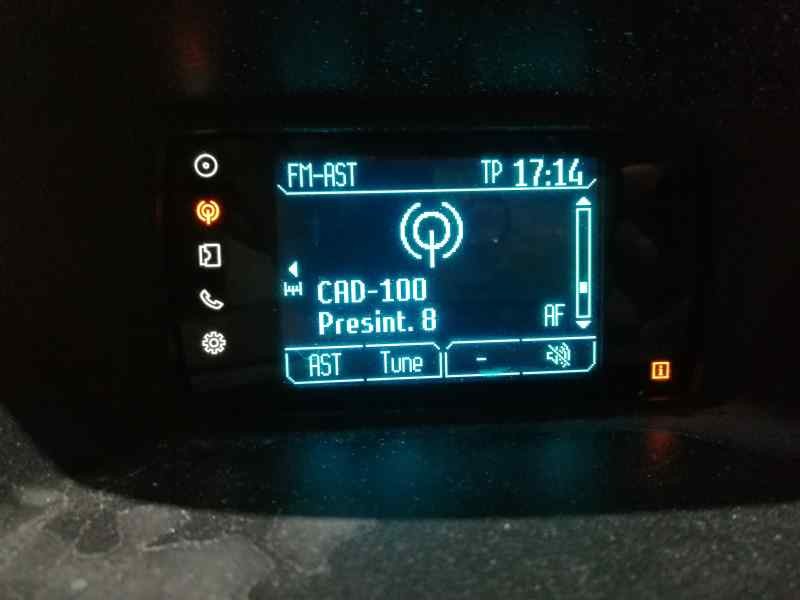 FM-AST TP 17:14
CAD-100
Presint. 8
AF
AST Tune -
i